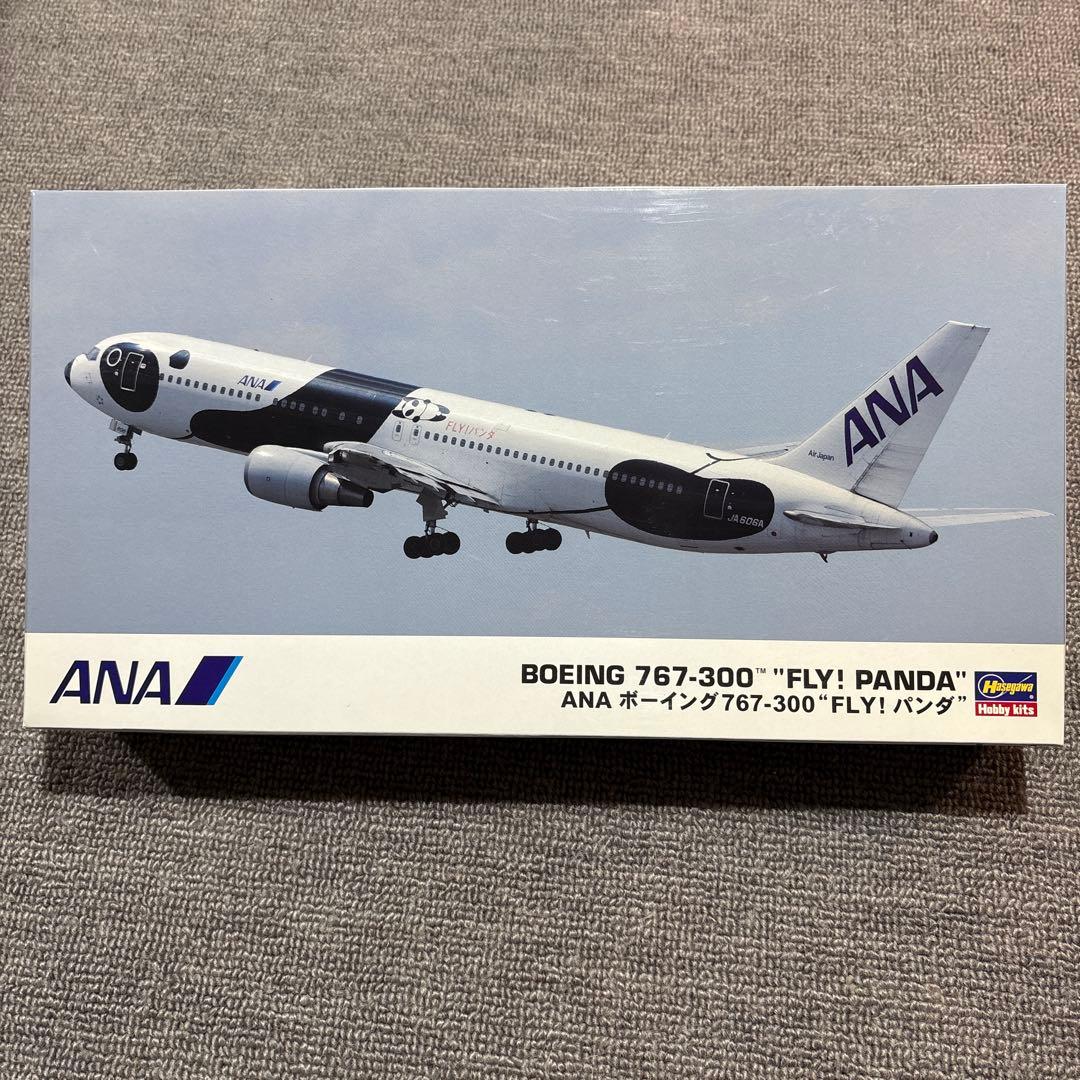 ANA
FLY!パンダ
ANA
Air Japan
JA606A
ANA
BOEING 767-300™ "FLY! PANDA"
ANA ボーイング767-300“FLY! パンダ”
Hasegawa
Hobby kits